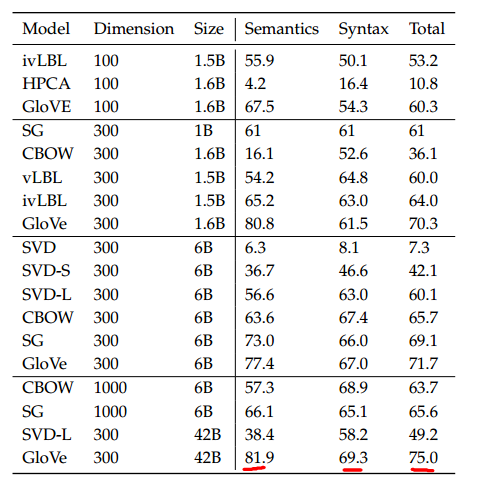 Model Dimension Size Semantics Syntax Total
ivLBL 100 1.5B 55.9 50.1 53.2
HPCA 100 1.6B 4.2 16.4 10.8
GloVE 100 1.6B 67.5 54.3 60.3
SG 300 1B 61 61 61
CBOW 300 1.6B 16.1 52.6 36.1
vLBL 300 1.5B 54.2 64.8 60.0
ivLBL 300 1.5B 65.2 63.0 64.0
GloVe 300 1.6B 80.8 61.5 70.3
SVD 300 6B 6.3 8.1 7.3
SVD-S 300 6B 36.7 46.6 42.1
SVD-L 300 6B 56.6 63.0 60.1
CBOW 300 6B 63.6 67.4 65.7
SG 300 6B 73.0 66.0 69.1
GloVe 300 6B 77.4 67.0 71.7
CBOW 1000 6B 57.3 68.9 63.7
SG 1000 6B 66.1 65.1 65.6
SVD-L 300 42B 38.4 58.2 49.2
GloVe 300 42B 81.9 69.3 75.0